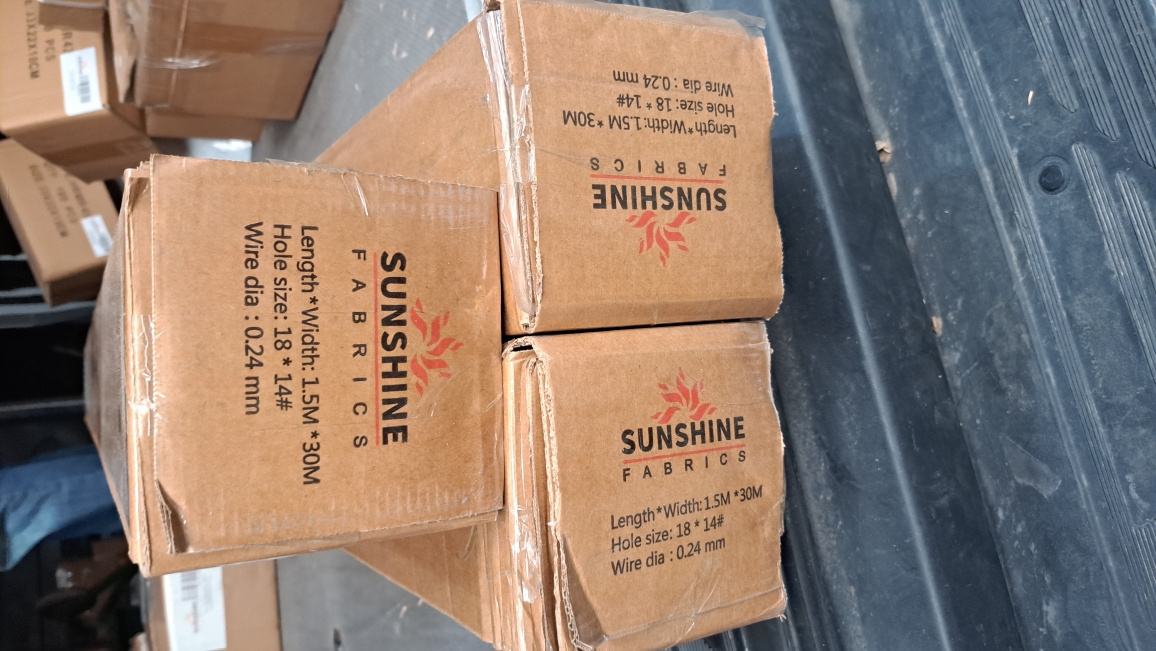 SUNSHINE
FABRICS
Length*Width: 1.5M *30M
Hole size: 18 * 14#
Wire dia : 0.24 mm
SUNSHINE
FABRICS
Length*Width:1.5M *30M
Hole size:18 * 14#
Wire dia : 0.24 mm
SUNSHINE
FABRICS
Length*Width: 1.5M *30M
Hole size: 18 * 14#
Wire dia : 0.24 mm
PCS